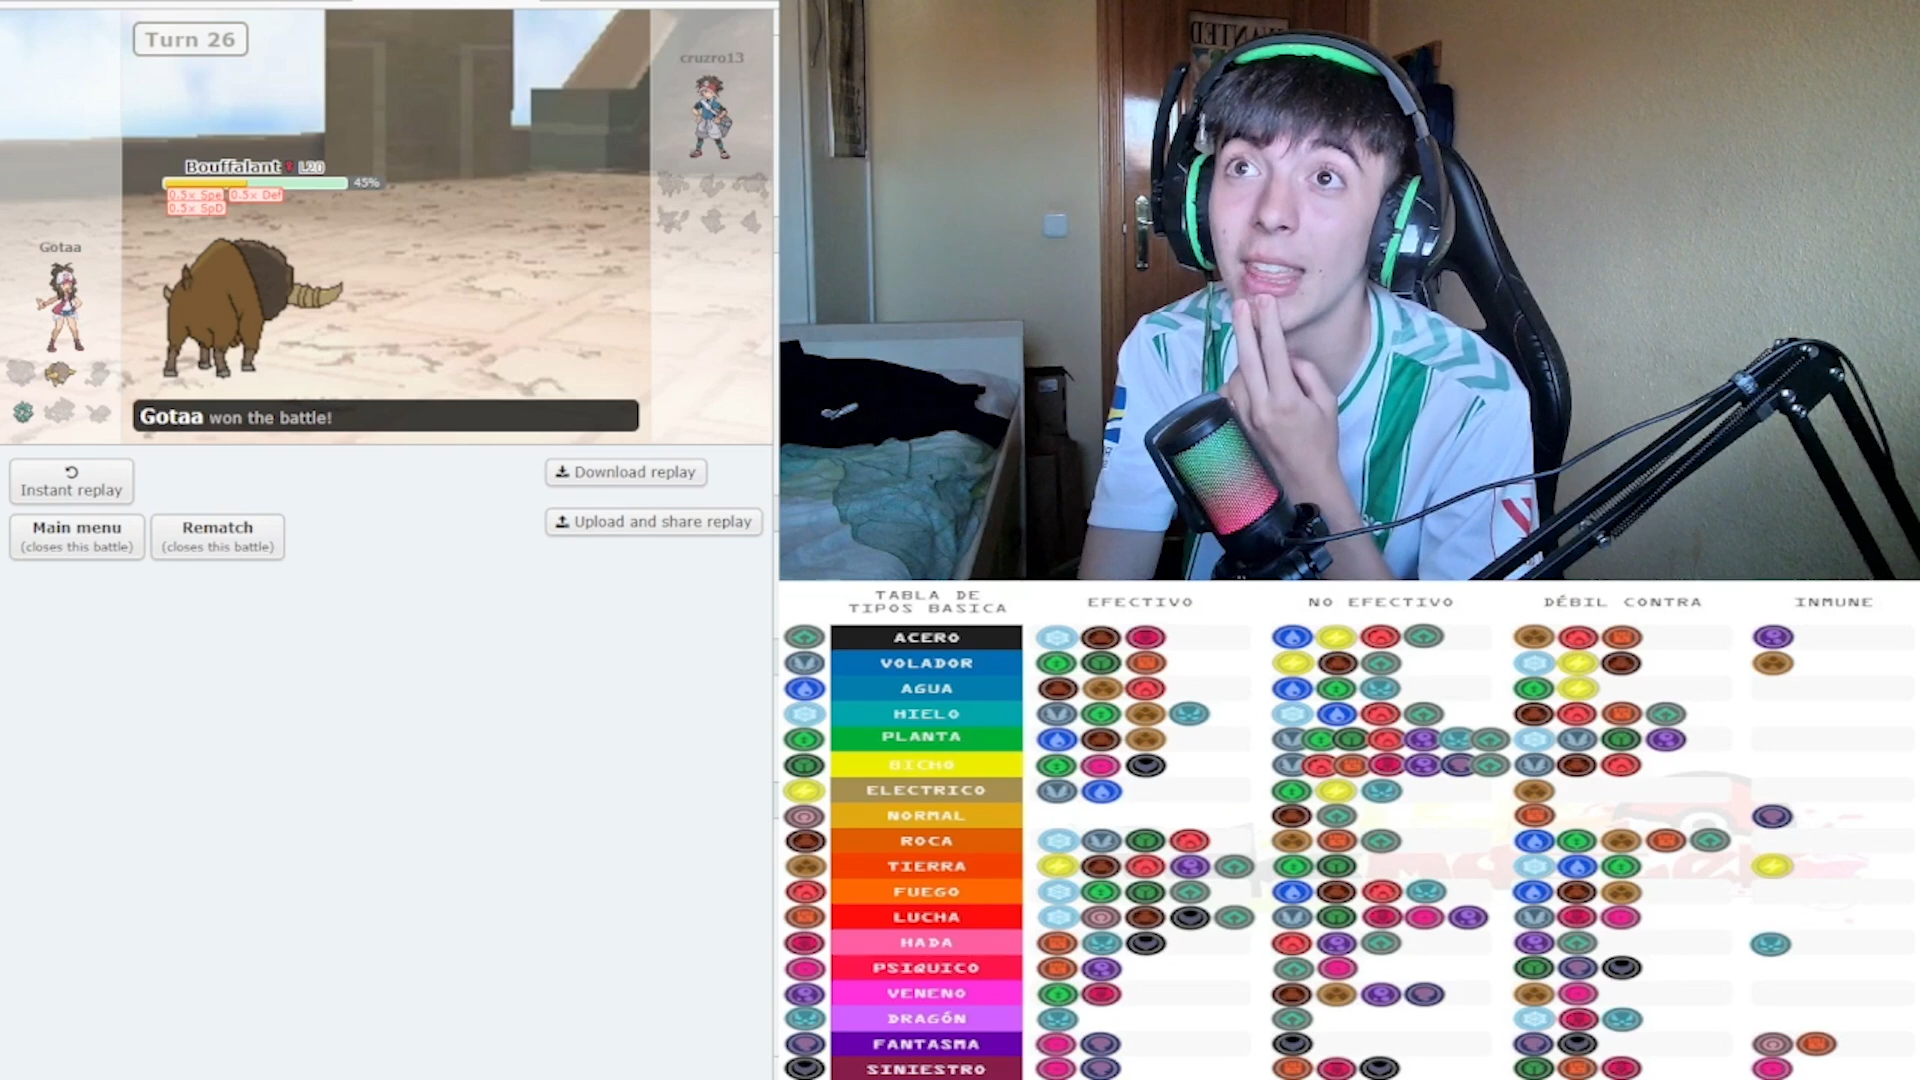 Turn 26
cruzro13
Bouffalant L20
45%
0.5× Spe 0.5× Def
0.5× SpD
Gotaa
Gotaa won the battle!
Instant replay
Download replay
Main menu
(closes this battle)
Rematch
(closes this battle)
Upload and share replay
WANTED
TABLA DE
TIPOS BASICA
EFECTIVO
NO EFECTIVO
DÉBIL CONTRA
INMUNE
ACERO
VOLADOR
AGUA
HIELO
PLANTA
BICHO
ELECTRICO
NORMAL
ROCA
TIERRA
FUEGO
LUCHA
HADA
PSIQUICO
VENENO
DRAGÓN
FANTASMA
SINIESTRO